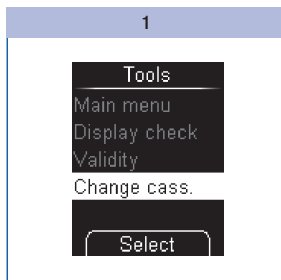 1
Tools
Main menu
Display check
Validity
Change cass.
Select